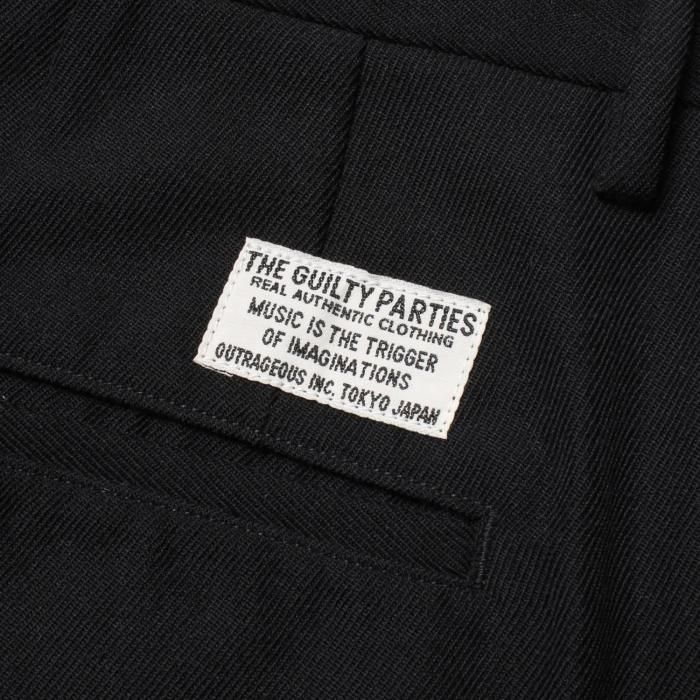 THE GUILTY PARTIES
REAL AUTHENTIC CLOTHING
MUSIC IS THE TRIGGER
OF IMAGINATIONS
OUTRAGEOUS INC. TOKYO JAPAN